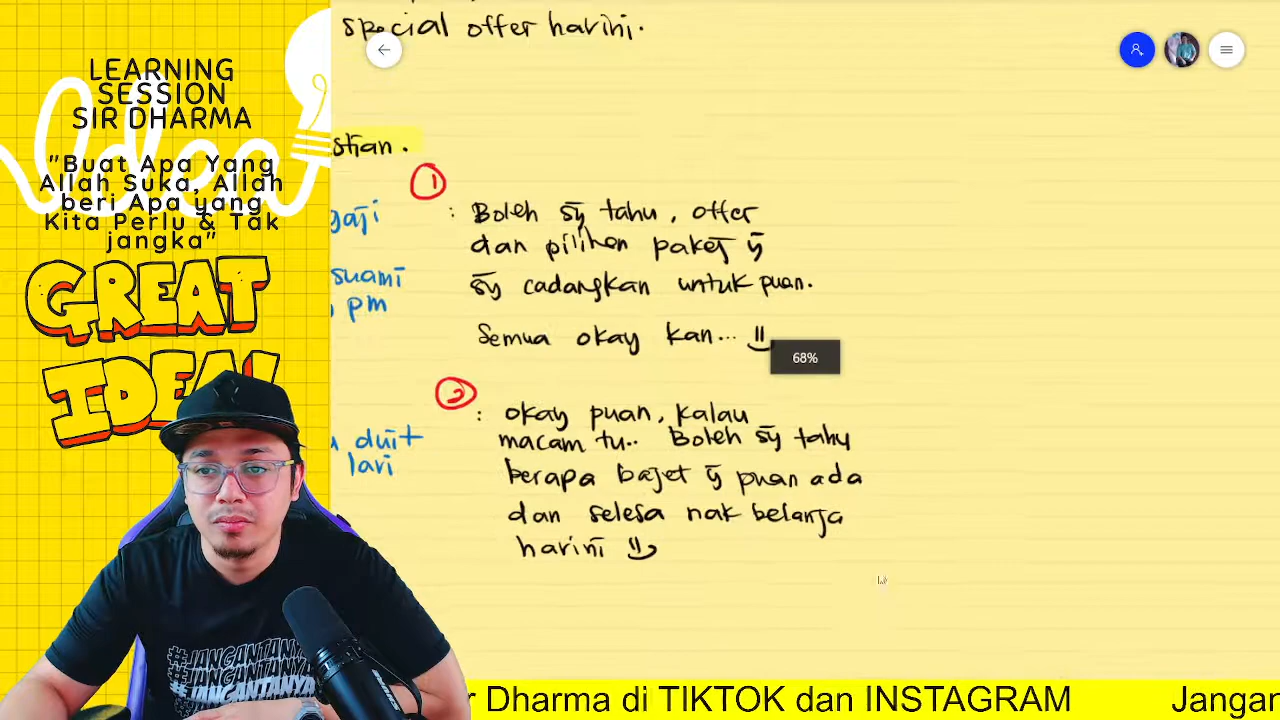 special offer harini.
LEARNING
SESSION
SIR DHARMA
"Buat Apa Yang
Allah Suka, Allah
beri Apa yang
Kita Perlu & Tak
jangka"
GREAT
IDEA!
stian.
gaji
suami
pm
duit
lari
1
: Boleh sy tahu, offer
dan pilihan pakej yg
sy cadangkan untuk puan.
Semua okay kan...
68%
2
: okay puan, kalau
macam tu.. Boleh sy tahu
berapa bajet yg puan ada
dan selesa nak belanja
harini
#JANGANTANYA
r Dharma di TIKTOK dan INSTAGRAM Jangan